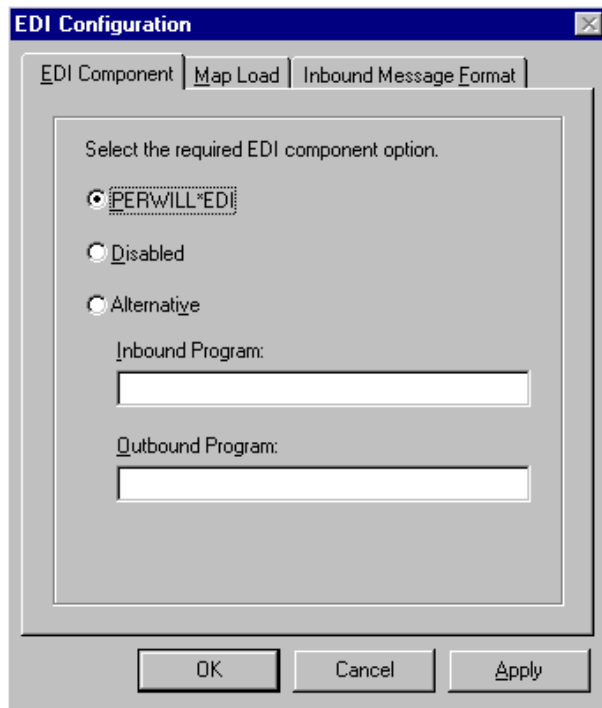 EDI Configuration
EDI Component Map Load Inbound Message Format
Select the required EDI component option.
PERWILL*EDI
Disabled
Alternative
Inbound Program:
Outbound Program:
OK Cancel Apply